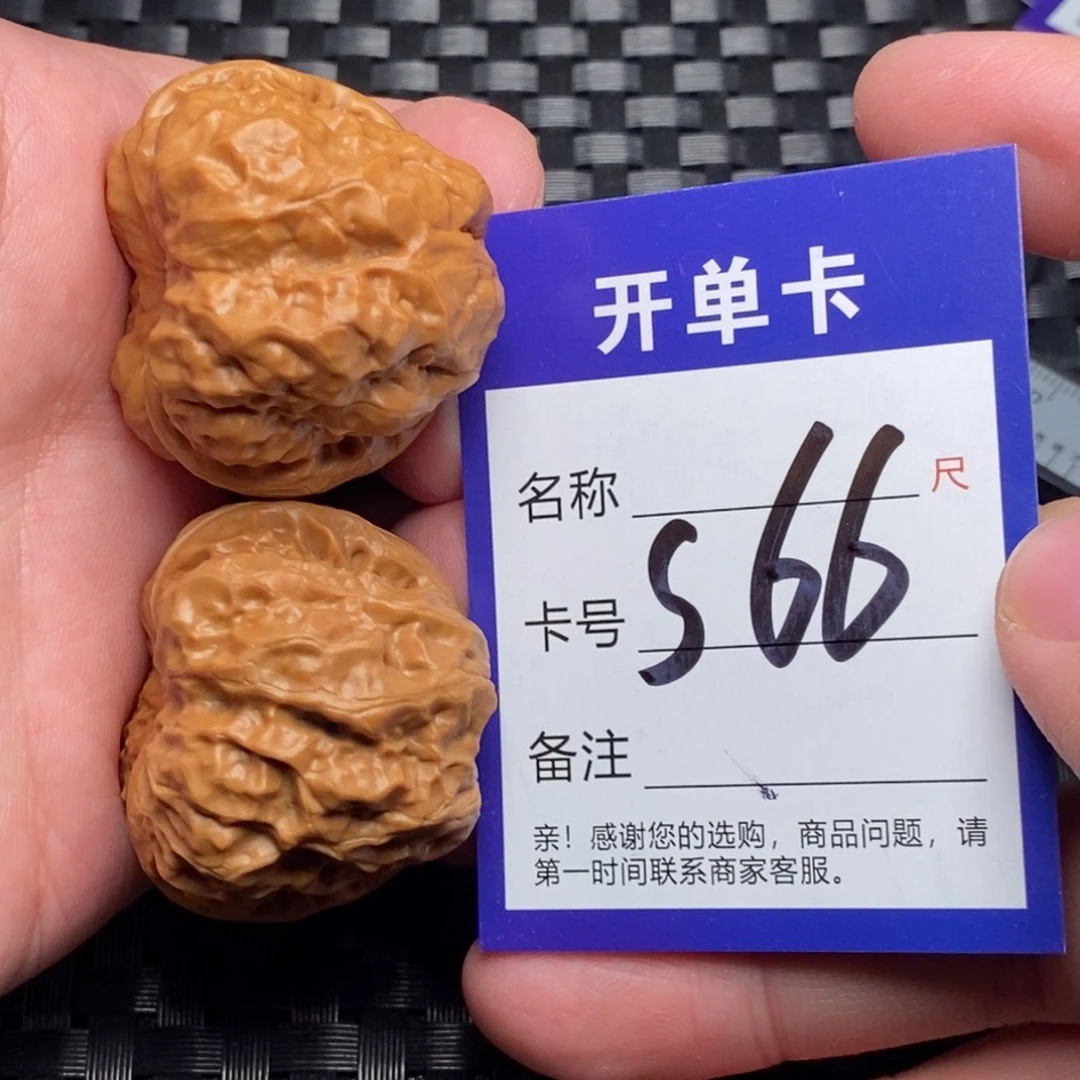 开单卡
名称 尺
卡号 S66
备注
亲！感谢您的选购，商品问题，请
第一时间联系商家客服。